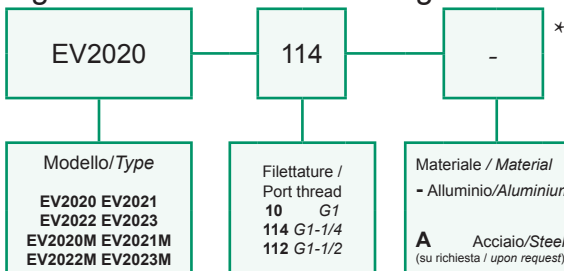 EV2020 114 - *
Modello/Type
EV2020 EV2021
EV2022 EV2023
EV2020M EV2021M
EV2022M EV2023M
Filettature /
Port thread
10 G1
114 G1-1/4
112 G1-1/2
Materiale / Material
- Alluminio/Aluminium
A Acciaio/Steel
(su richiesta / upon request)